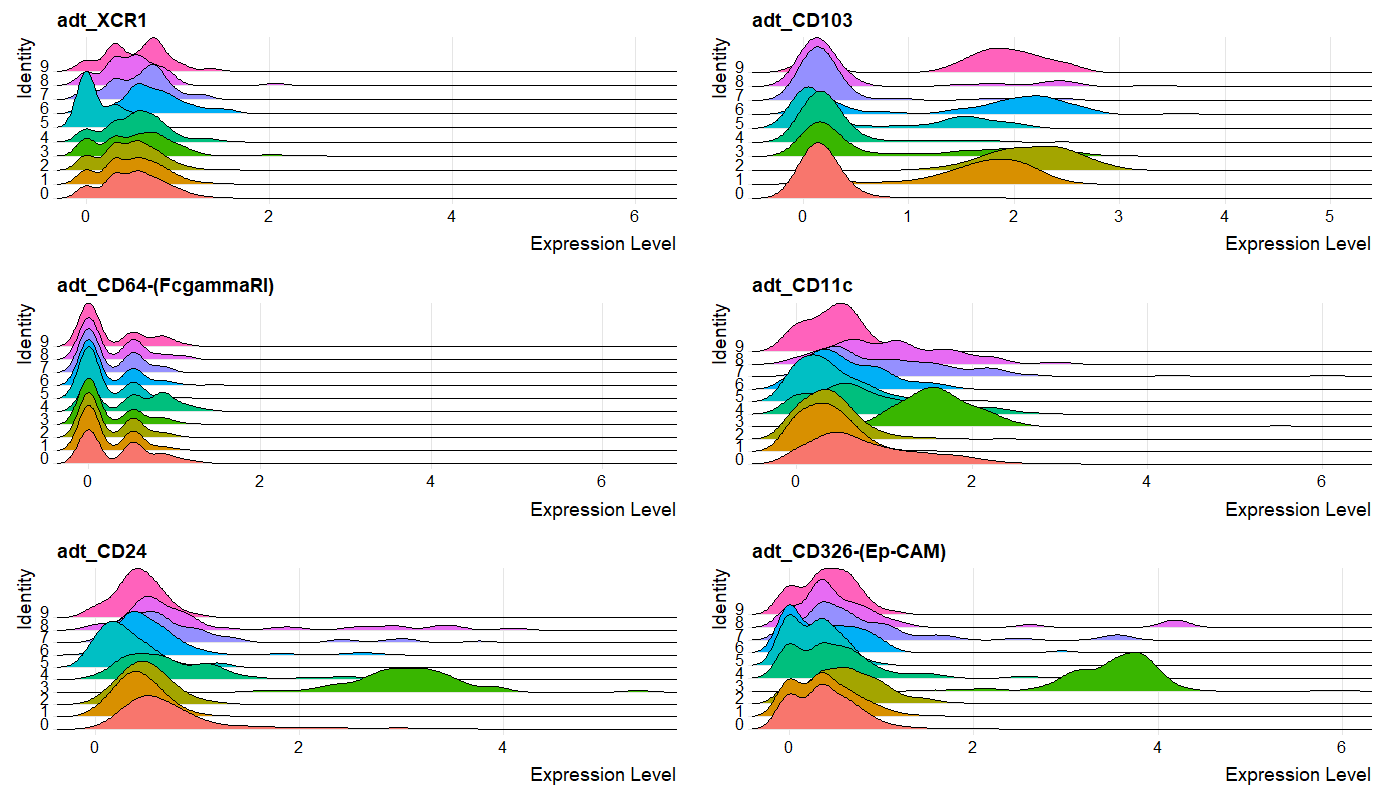 adt_XCR1
Identity
9
8
7
6
5
4
3
2
1
0
0 2 4 6
Expression Level
adt_CD103
Identity
9
8
7
6
5
4
3
2
1
0
0 1 2 3 4 5
Expression Level
adt_CD64-(FcgammaRI)
Identity
9
8
7
6
5
4
3
2
1
0
0 2 4 6
Expression Level
adt_CD11c
Identity
9
8
7
6
5
4
3
2
1
0
0 2 4 6
Expression Level
adt_CD24
Identity
9
8
7
6
5
4
3
2
1
0
0 2 4
Expression Level
adt_CD326-(Ep-CAM)
Identity
9
8
7
6
5
4
3
2
1
0
0 2 4 6
Expression Level